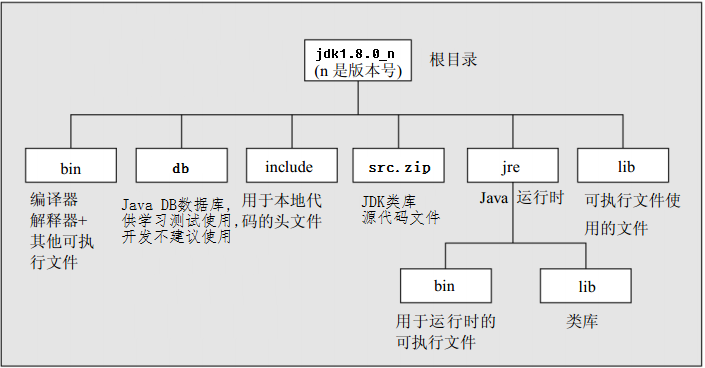 jdk1.8.0_n
(n 是版本号)
根目录
bin
db
include
src.zip
jre
lib
编译器
解释器+
其他可执
行文件
Java DB数据库,
供学习测试使用,
开发不建议使用
用于本地代
码的头文件
JDK类库
源代码文件
Java 运行时
可执行文件使
用的文件
bin
lib
用于运行时的
可执行文件
类库